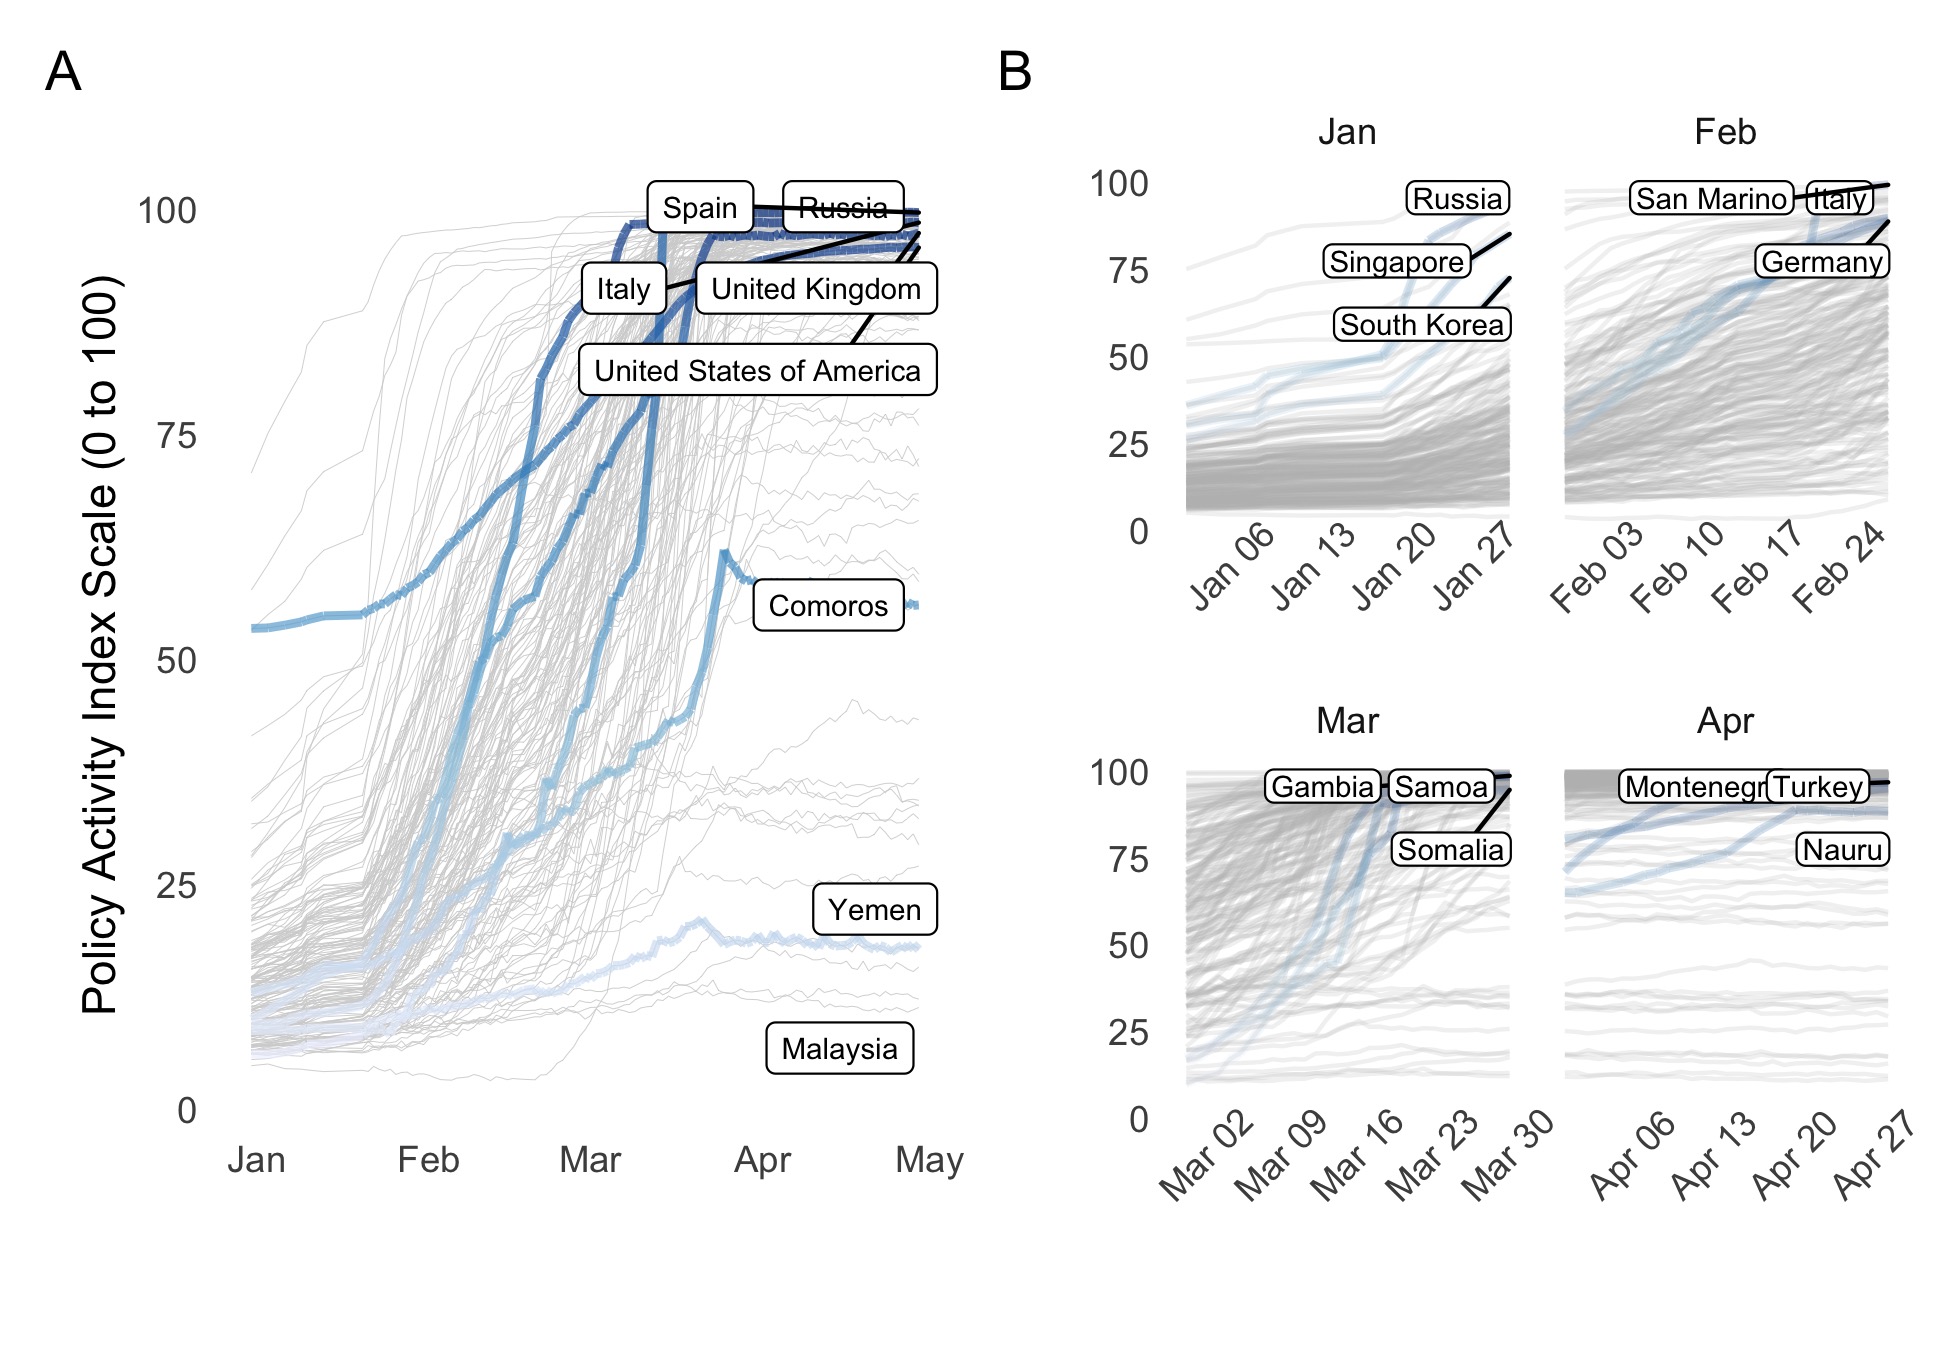 A
Policy Activity Index Scale (0 to 100)
100
75
50
25
0
Spain
Russia
Italy
United Kingdom
United States of America
Comoros
Yemen
Malaysia
Jan
Feb
Mar
Apr
May
B
Jan
Feb
100
75
50
25
0
Russia
Singapore
South Korea
San Marino
Italy
Germany
Jan 06
Jan 13
Jan 20
Jan 27
Feb 03
Feb 10
Feb 17
Feb 24
Mar
Apr
100
75
50
25
0
Gambia
Samoa
Somalia
Montenegr
Turkey
Nauru
Mar 02
Mar 09
Mar 16
Mar 23
Mar 30
Apr 06
Apr 13
Apr 20
Apr 27